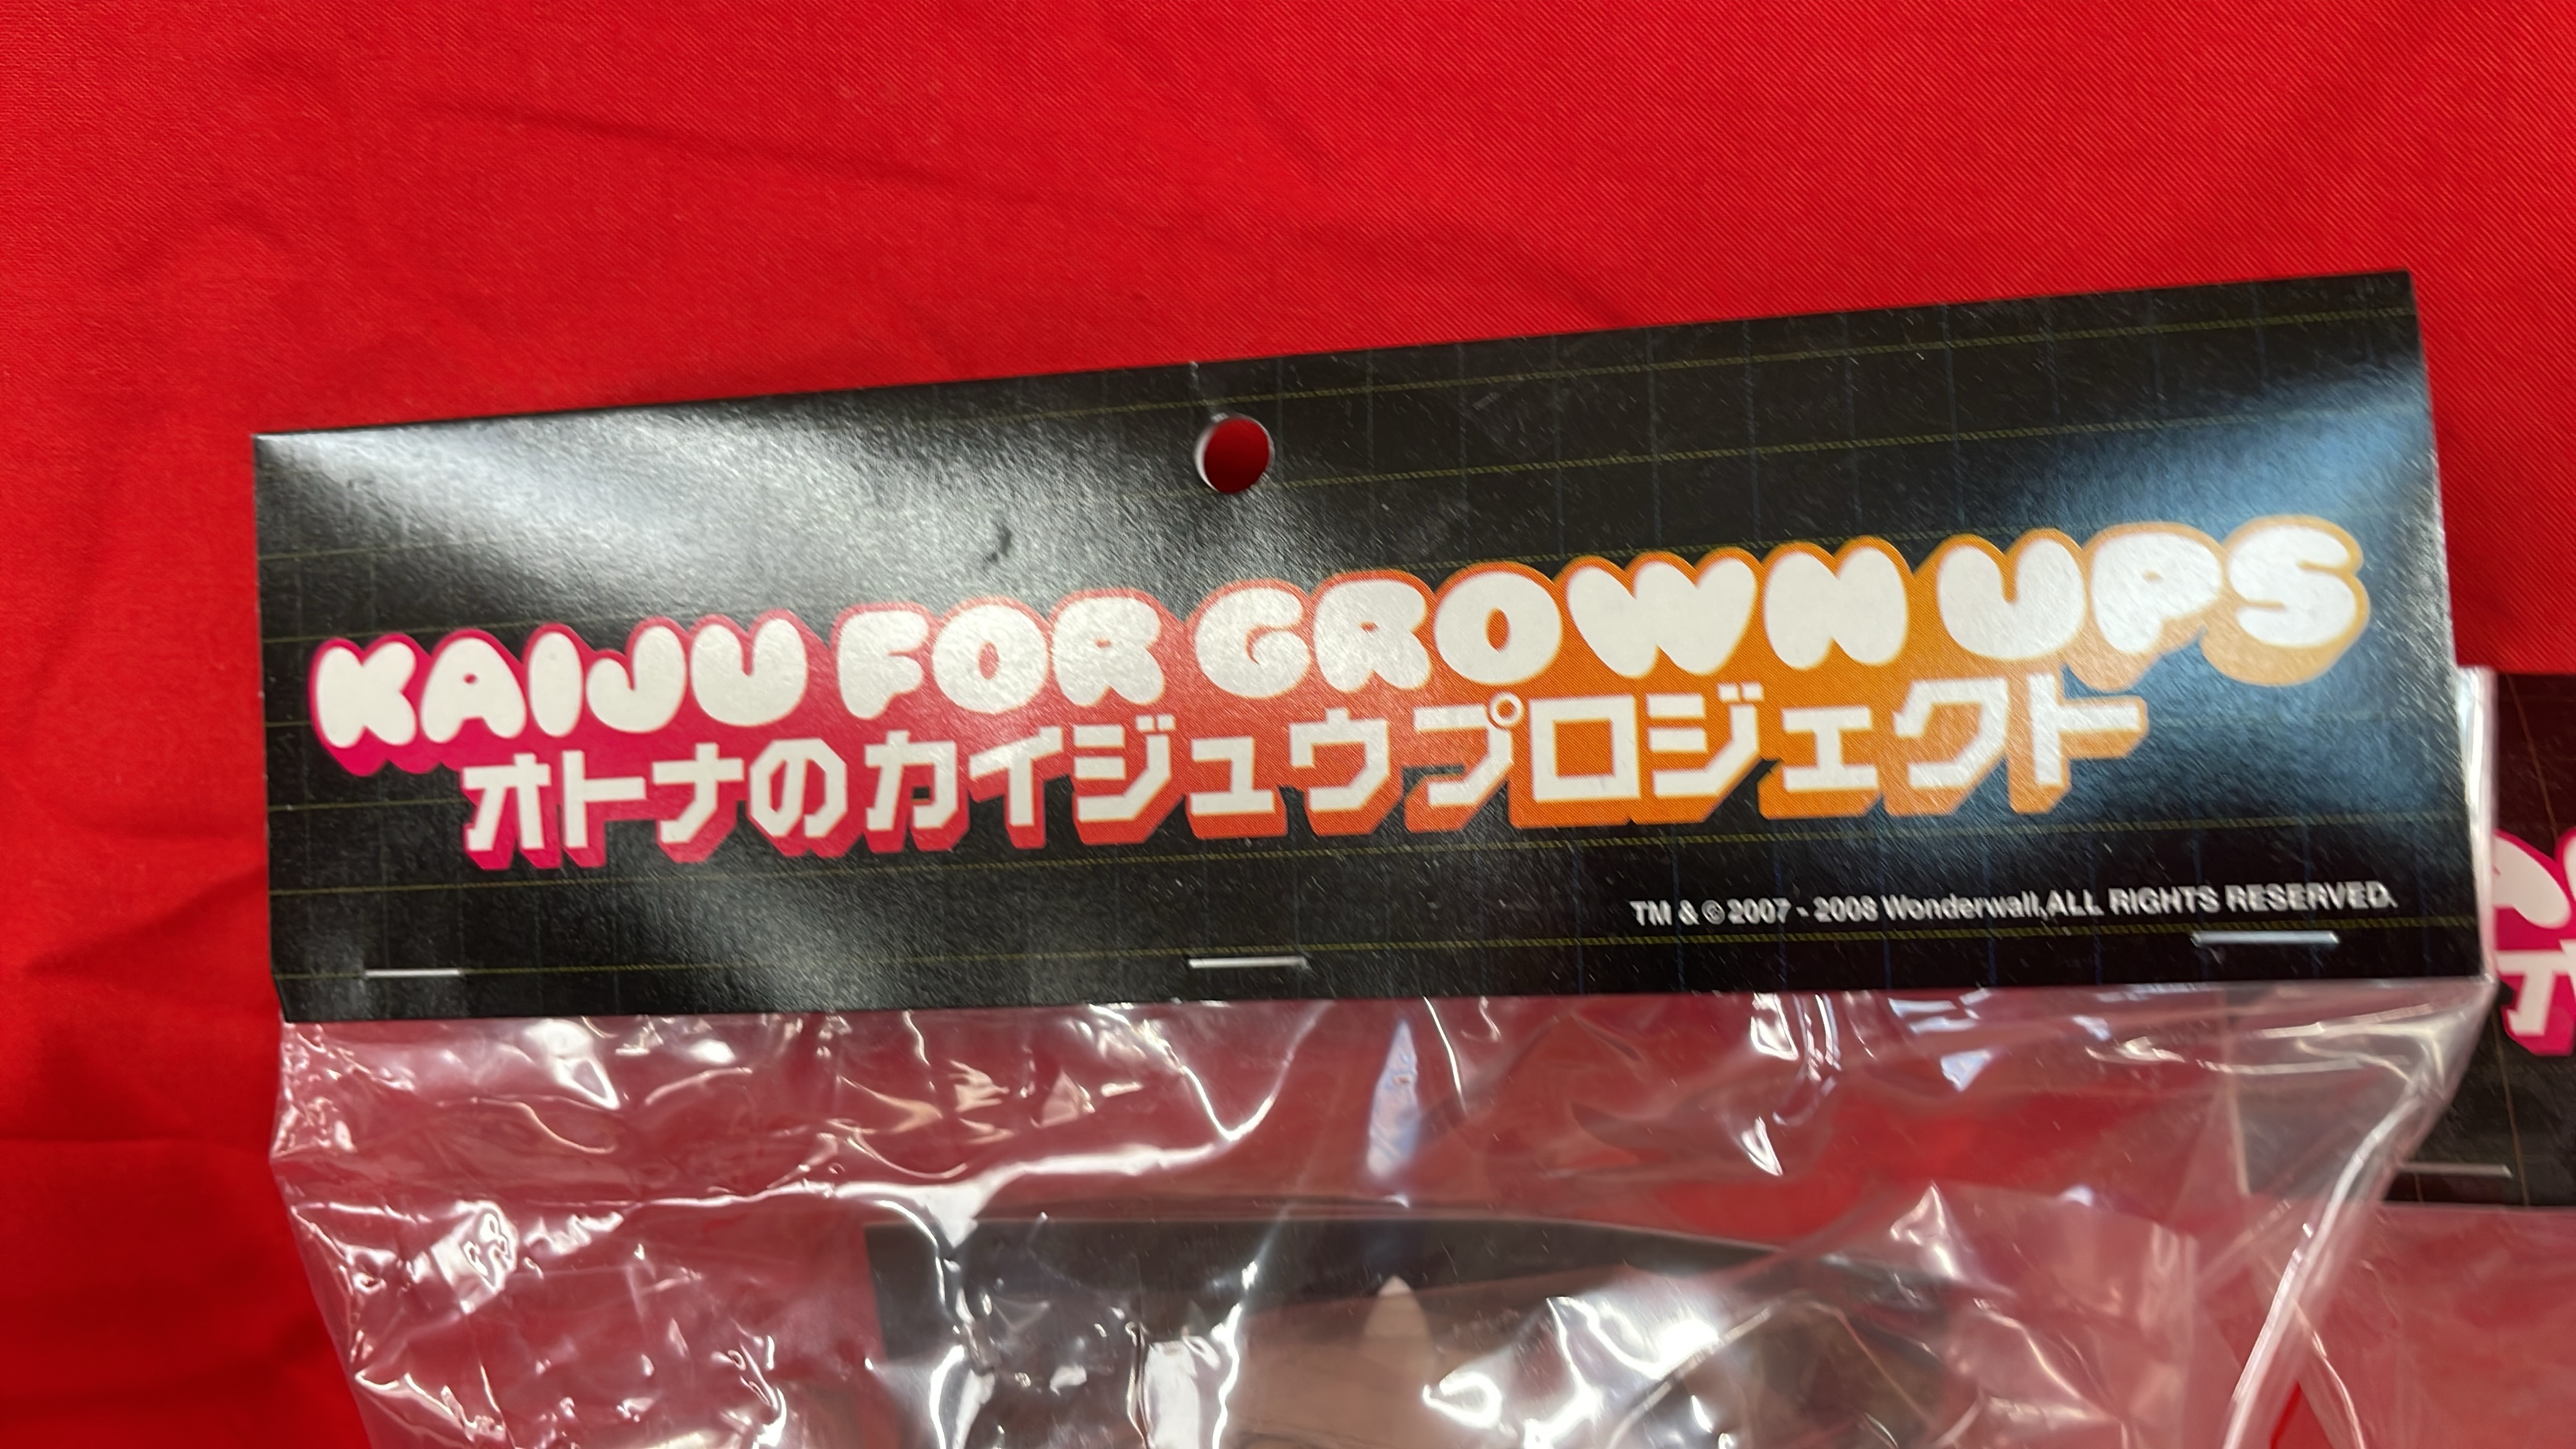 KAIJU FOR GROWN UPS
オトナのカイジュウプロジェクト
TM & © 2007 - 2008 Wonderwall,ALL RIGHTS RESERVED.